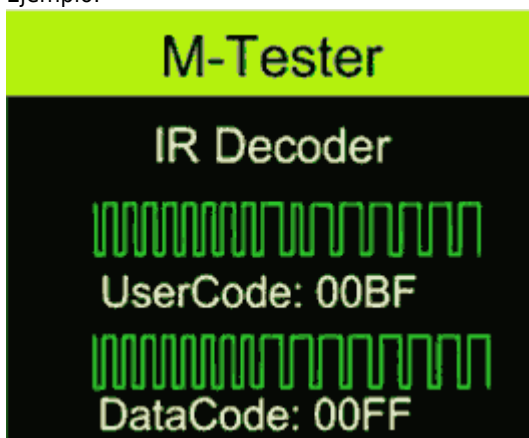 Ejemplo:
M-Tester
IR Decoder
UserCode: 00BF
DataCode: 00FF